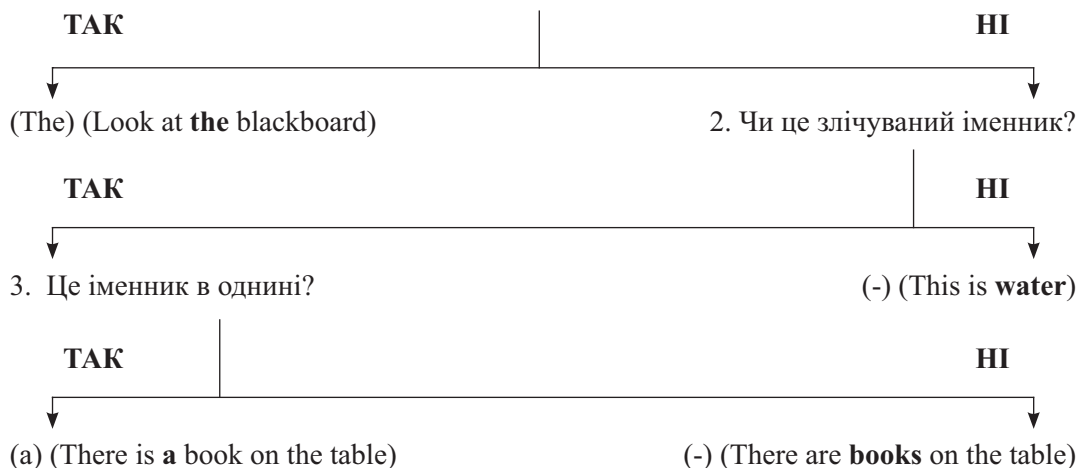 ТАК НІ
(The) (Look at the blackboard) 2. Чи це злічуваний іменник?
ТАК НІ
3. Це іменник в однині? (-) (This is water)
ТАК НІ
(a) (There is a book on the table) (-) (There are books on the table)